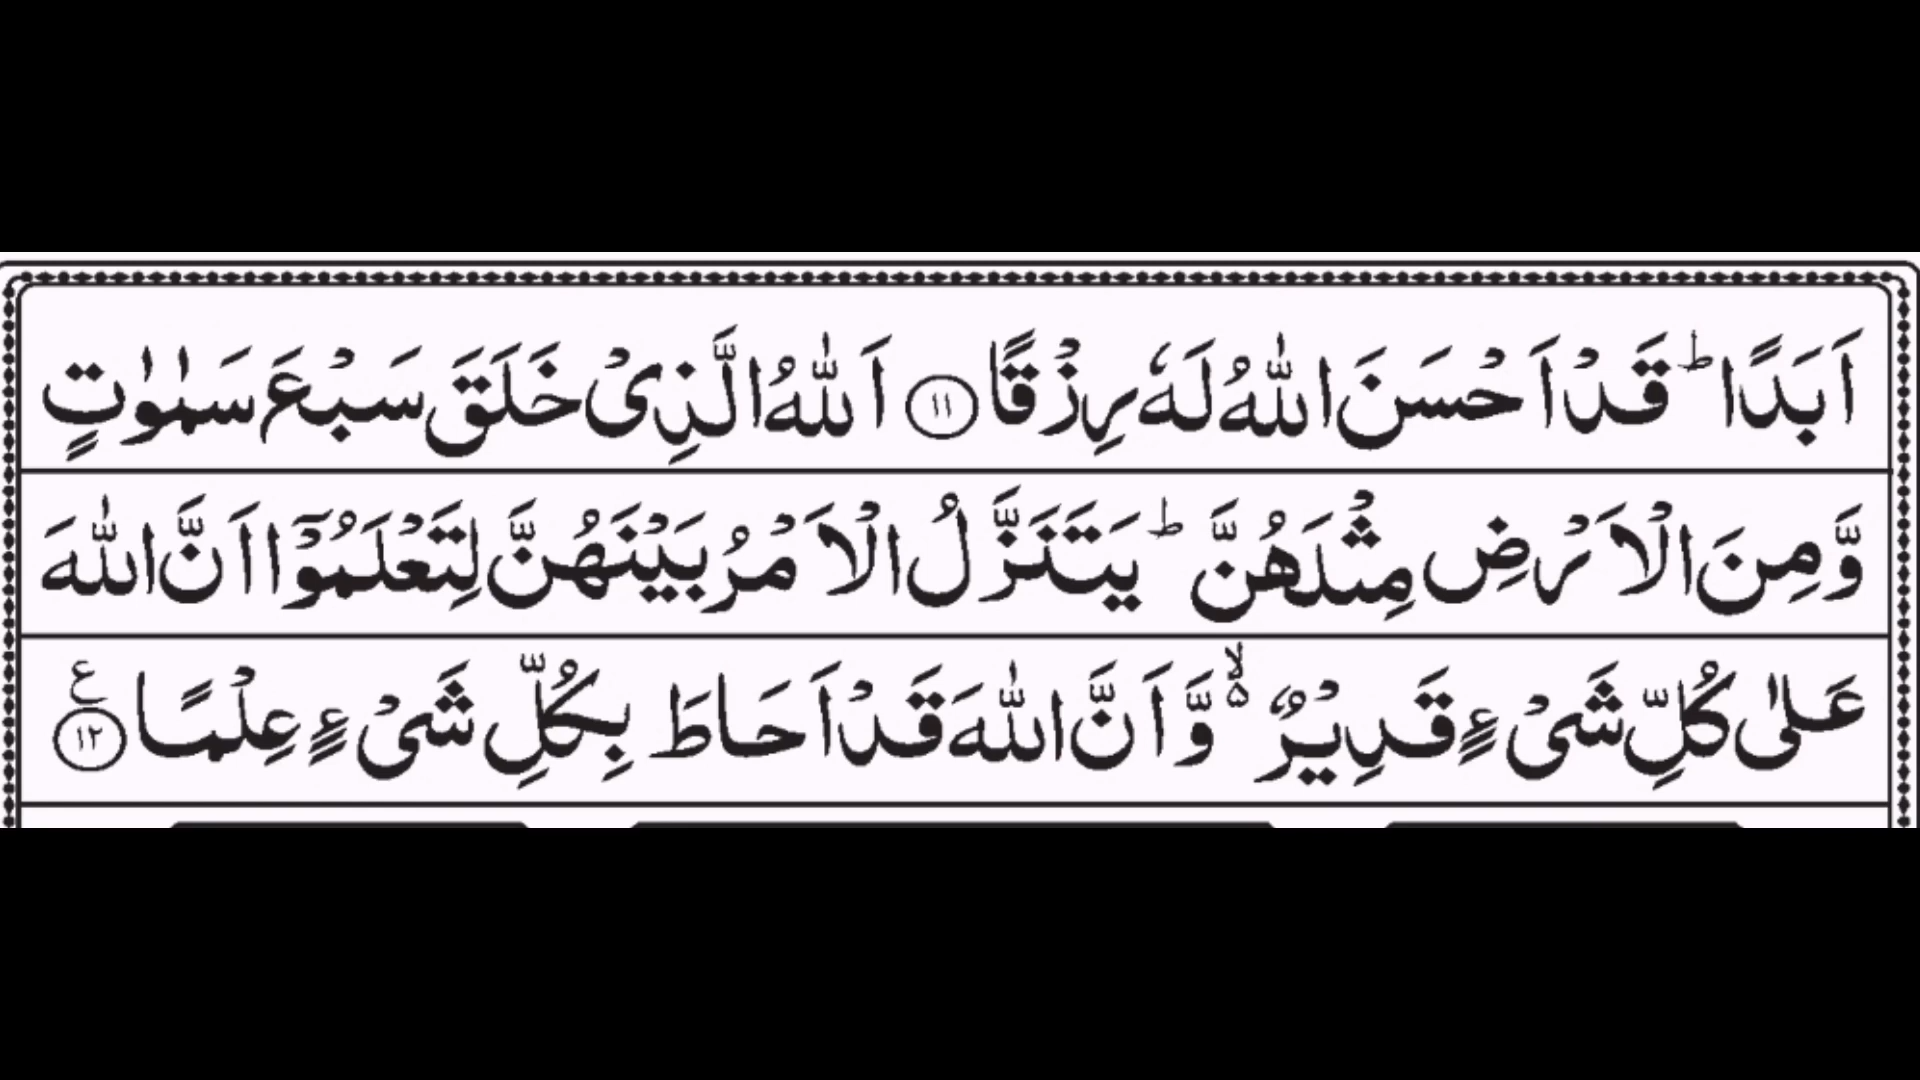 اَبَدًا ؕ قَدْ اَحْسَنَ اللّٰهُ لَهٗ رِزْقًا ۝۱۱ اَللّٰهُ الَّذِیْ خَلَقَ سَبْعَ سَمٰوٰتٍ
وَّ مِنَ الْاَرْضِ مِثْلَهُنَّ ؕ یَتَنَزَّلُ الْاَمْرُ بَیْنَهُنَّ لِتَعْلَمُوْۤا اَنَّ اللّٰهَ
عَلٰی كُلِّ شَیْءٍ قَدِیْرٌ ۙ۬ وَّ اَنَّ اللّٰهَ قَدْ اَحَاطَ بِكُلِّ شَیْءٍ عِلْمًا ۝۱۲ ع